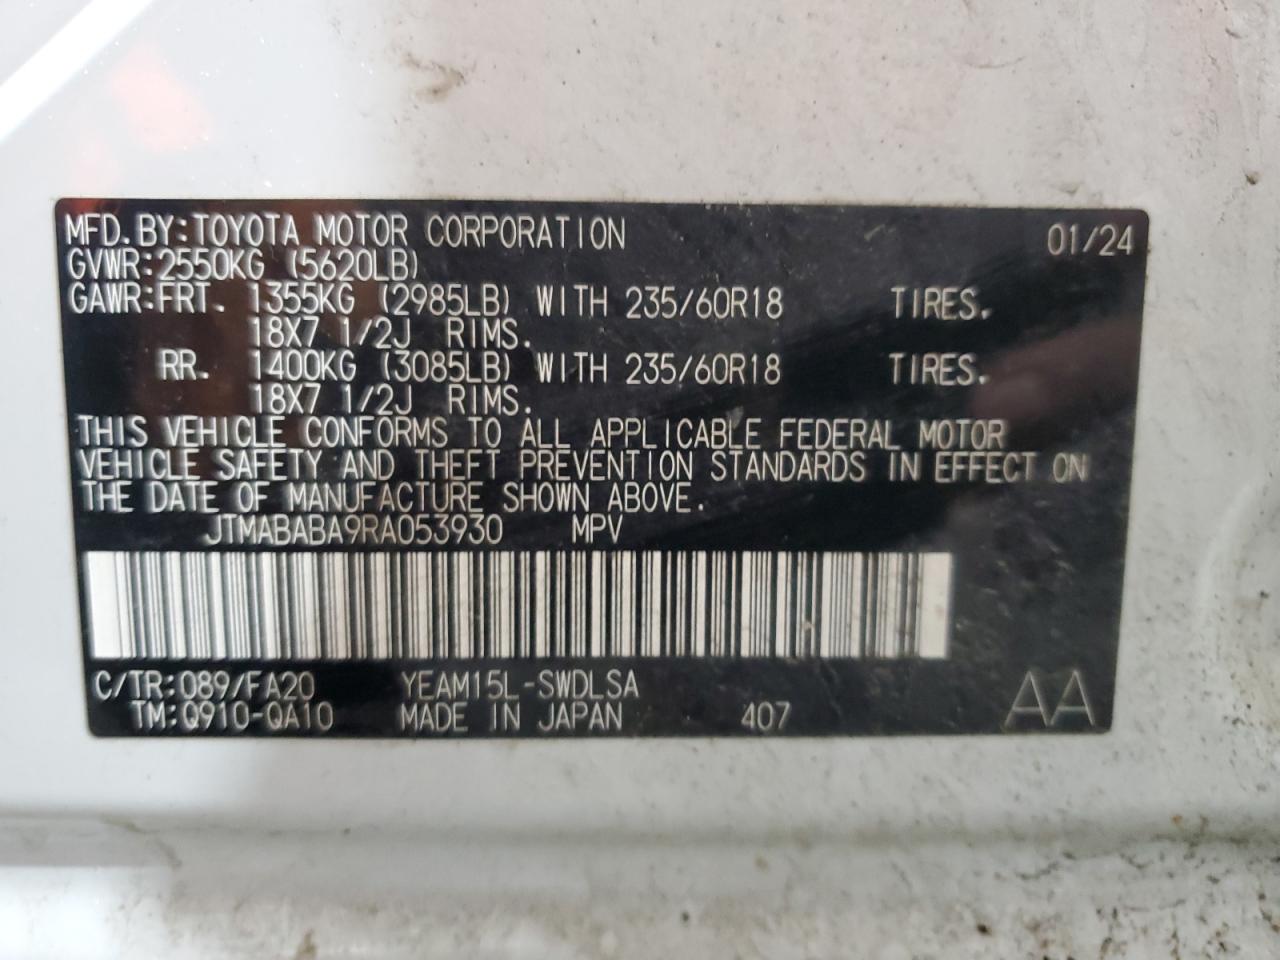 MFD.BY:TOYOTA MOTOR CORPORATION 01/24
GVWR:2550KG (5620LB)
GAWR:FRT. 1355KG (2985LB) WITH 235/60R18 TIRES.
18X7 1/2J RIMS.
RR. 1400KG (3085LB) WITH 235/60R18 TIRES.
18X7 1/2J RIMS.
THIS VEHICLE CONFORMS TO ALL APPLICABLE FEDERAL MOTOR
VEHICLE SAFETY AND THEFT PREVENTION STANDARDS IN EFFECT ON
THE DATE OF MANUFACTURE SHOWN ABOVE.
JTMABABA9RA053930 MPV
C/TR:089/FA20 YEAM15L-SWDLSA AA
TM:Q910-QA10 MADE IN JAPAN 407